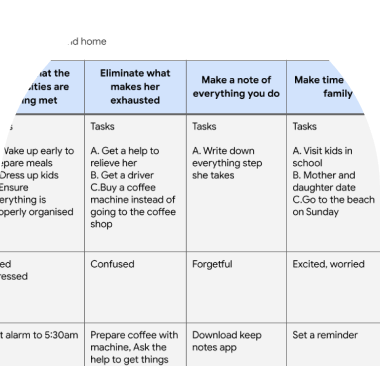 nd home
at the
ities are
ng met
Eliminate what
makes her
exhausted
Make a note of
everything you do
Make time
family
s
Wake up early to
epare meals
Dress up kids
Ensure
erything is
operly organised
Tasks
A. Get a help to
relieve her
B. Get a driver
C.Buy a coffee
machine instead of
going to the coffee
shop
Tasks
A. Write down
everything step
she takes
Tasks
A. Visit kids in
school
B. Mother and
daughter date
C.Go to the beach
on Sunday
ed
ressed
Confused
Forgetful
Excited, worried
t alarm to 5:30am
Prepare coffee with
machine, Ask the
help to get things
Download keep
notes app
Set a reminder